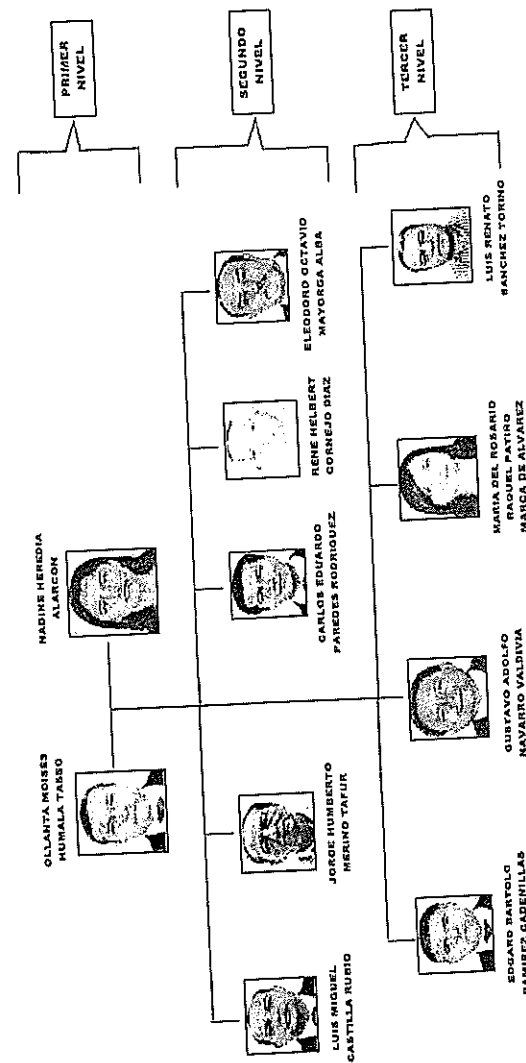 PRIMER
NIVEL
OLLANTA MOISÉS
HUMALA TASSO
NADINE HEREDIA
ALARCON
SEGUNDO
NIVEL
LUIS MIGUEL
CASTILLA RUBIO
JORGE HUMBERTO
MERINO TAFUR
CARLOS EDUARDO
PAREDES RODRIGUEZ
RENE HELBERT
CORNEJO DIAZ
ELEODORO OCTAVIO
MAYORGA ALBA
TERCER
NIVEL
EDGARD BARTOLO
RAMIREZ CADENILLAS
GUSTAVO ADOLFO
NAVARRO VALDIVIA
MARIA DEL ROSARIO
RAQUEL PATIÑO
MARCA DE ALVAREZ
LUIS RENATO
SANCHEZ TORINO